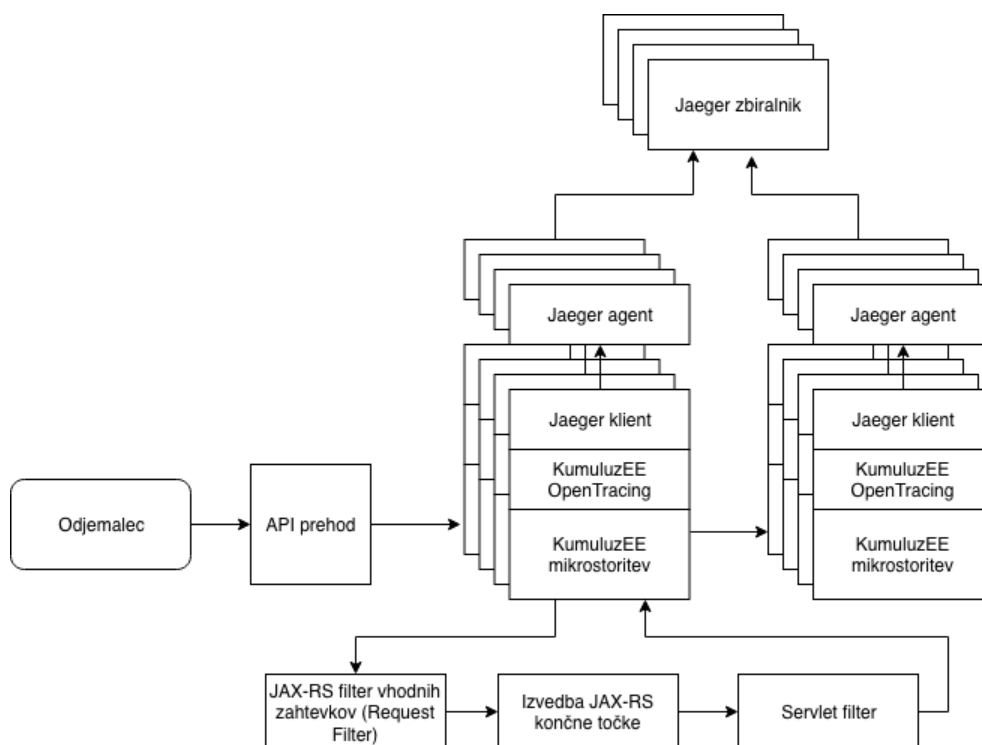 Jaeger zbiralnik
Jaeger agent
Jaeger agent
Jaeger klient
Jaeger klient
KumuluzEE
OpenTracing
KumuluzEE
OpenTracing
Odjemalec
API prehod
KumuluzEE
mikrostoritev
KumuluzEE
mikrostoritev
JAX-RS filter vhodnih
zahtevkov (Request
Filter)
Izvedba JAX-RS
končne točke
Servlet filter